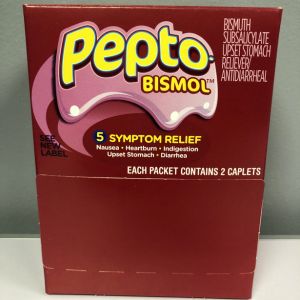 Pepto
BISMOL™
BISMUTH
SUBSALICYLATE
UPSET STOMACH
RELIEVER/
ANTIDIARRHEAL
SEE
NEW
LABEL
5 SYMPTOM RELIEF
Nausea • Heartburn • Indigestion
Upset Stomach • Diarrhea
EACH PACKET CONTAINS 2 CAPLETS